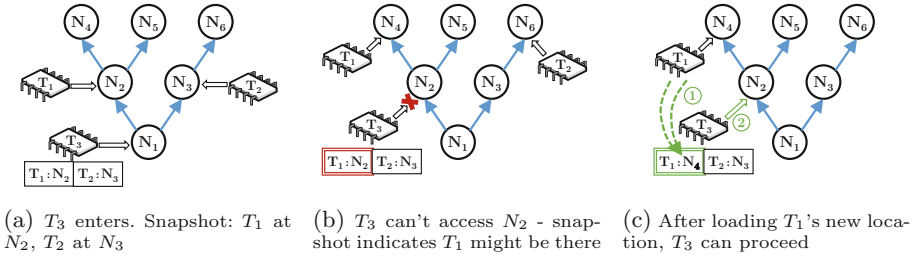 N4 N5 N6
T1 N2 N3 T2
T3 N1
T1:N2 T2:N3
(a) T3 enters. Snapshot: T1 at
N2, T2 at N3
N4 N5 N6
T1 T2
N2 N3
T3 N1
T1:N2 T2:N3
(b) T3 can't access N2 - snap-
shot indicates T1 might be there
N4 N5 N6
T1
N2 N3
① ②
T3 N1
T1:N4 T2:N3
(c) After loading T1's new loca-
tion, T3 can proceed